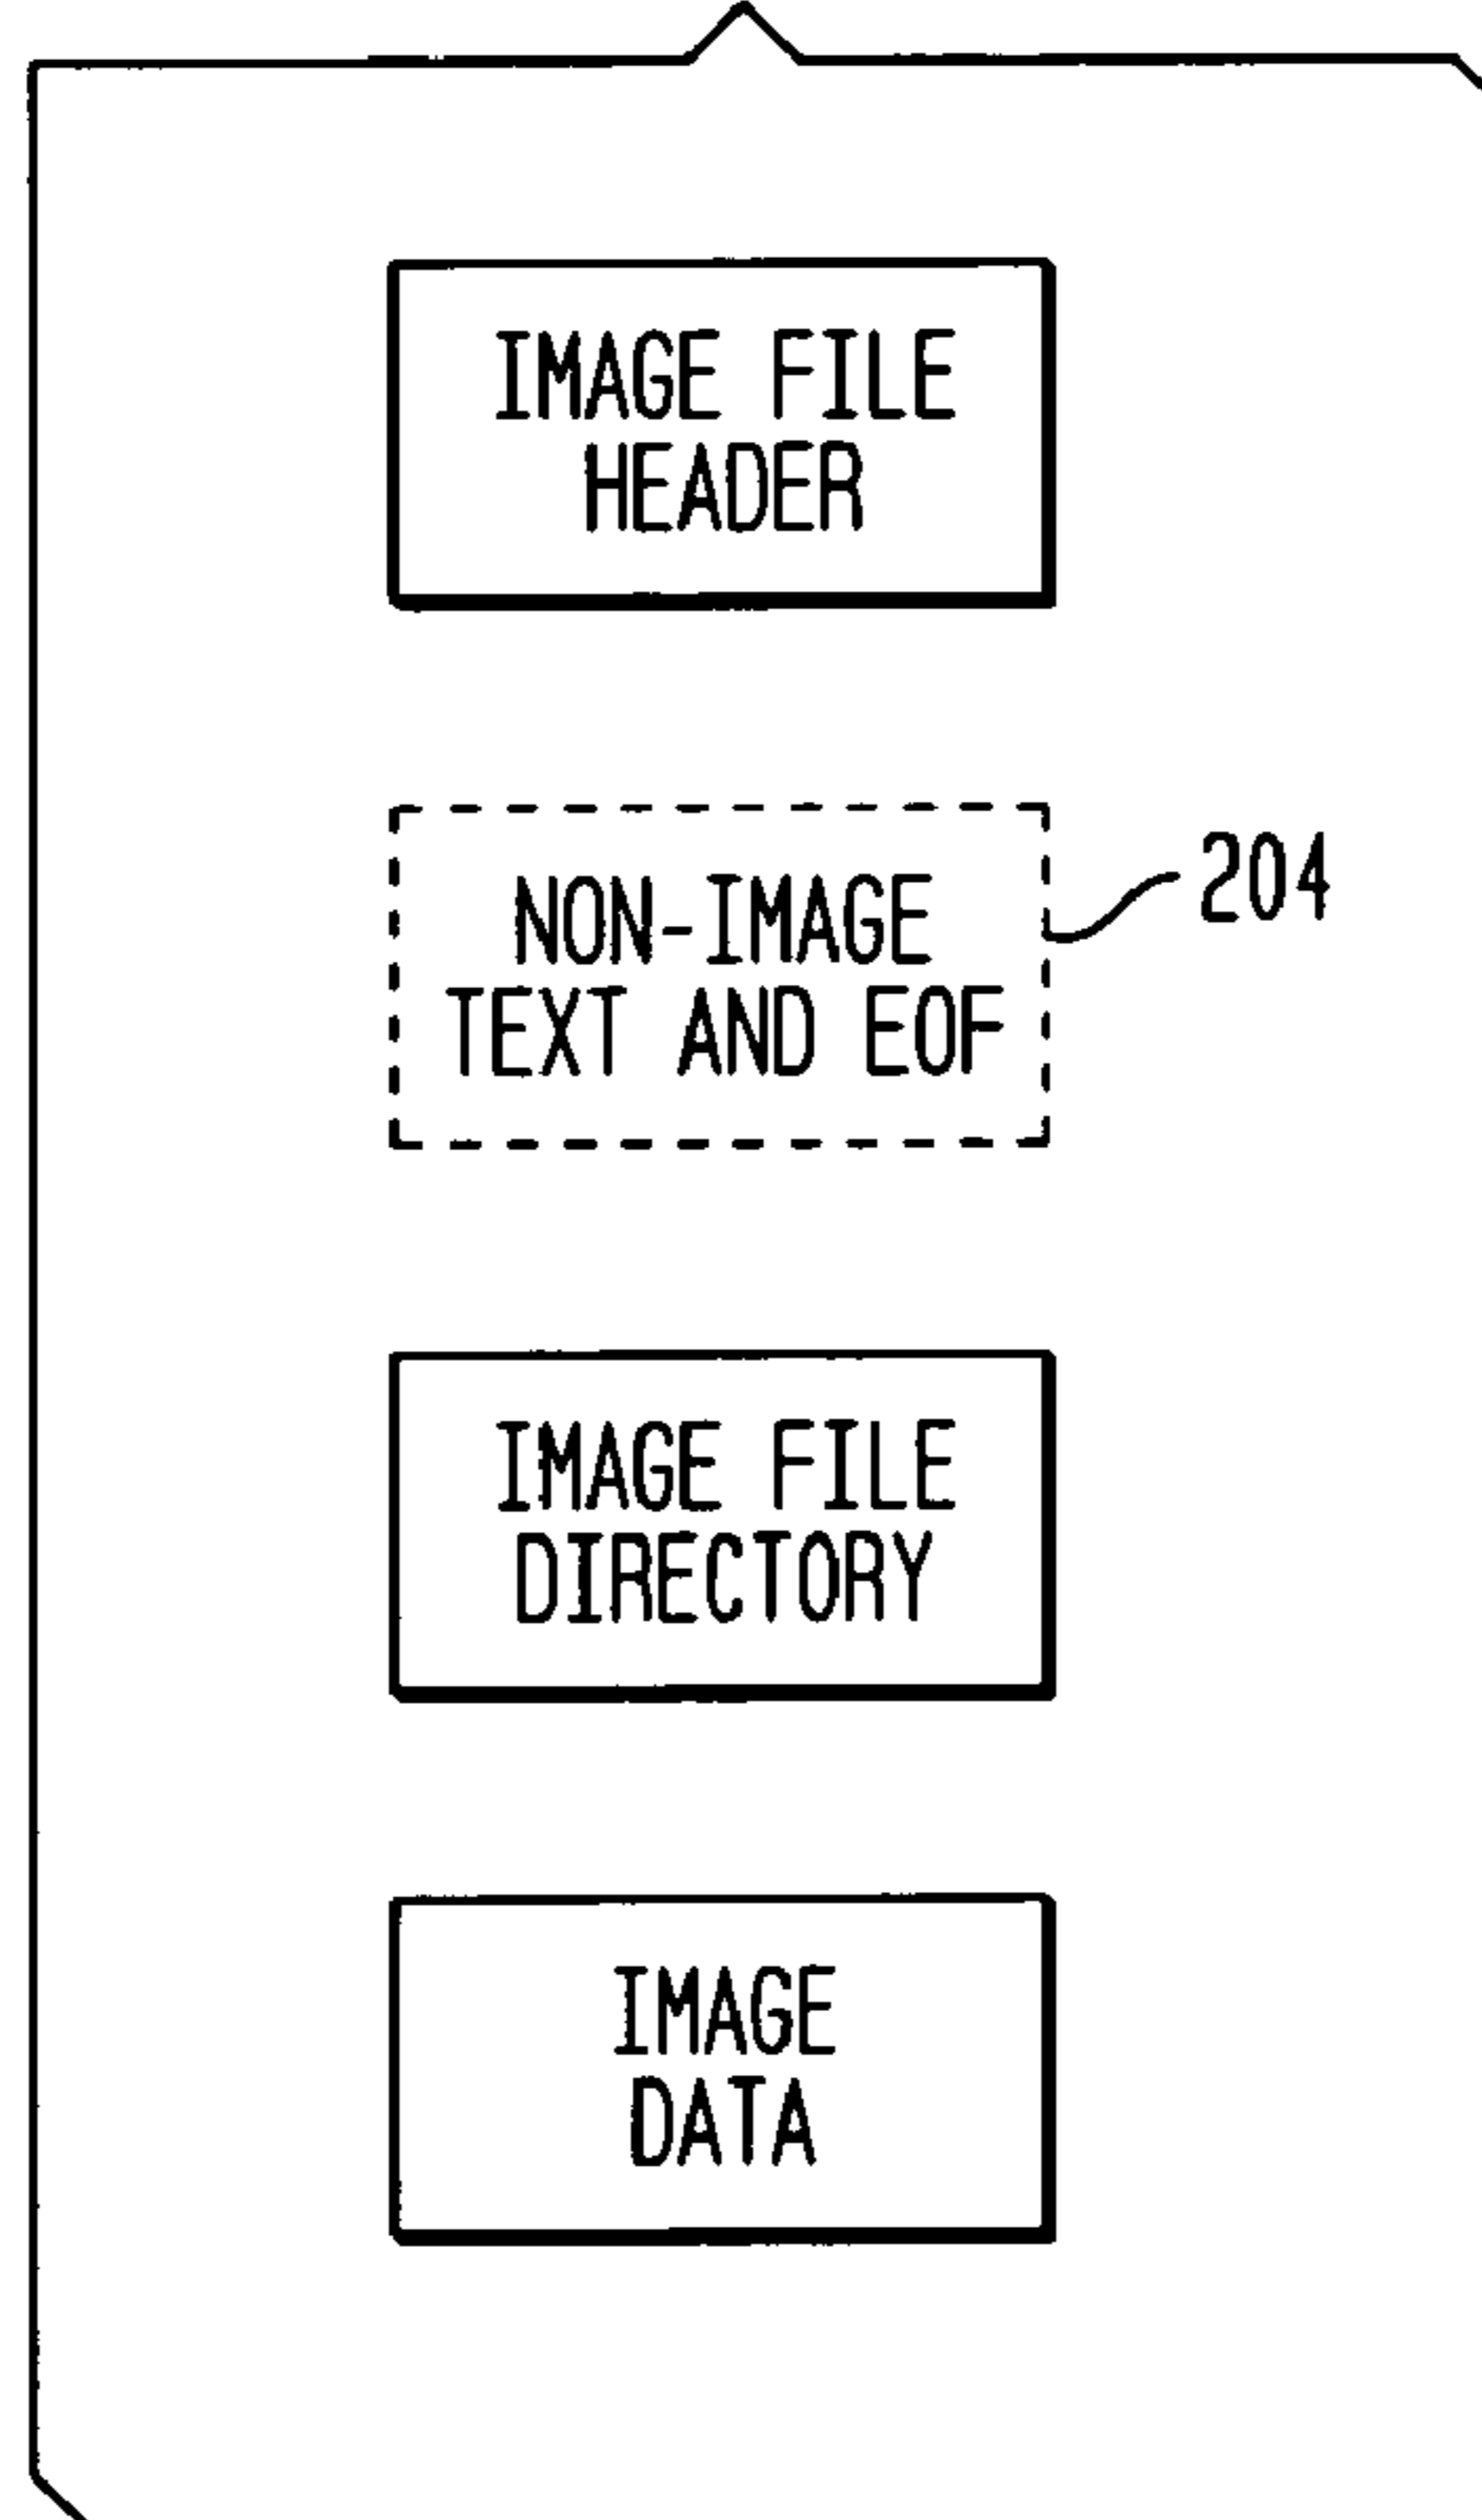 IMAGE FILE
HEADER
NON-IMAGE
TEXT AND EOF
204
IMAGE FILE
DIRECTORY
IMAGE
DATA